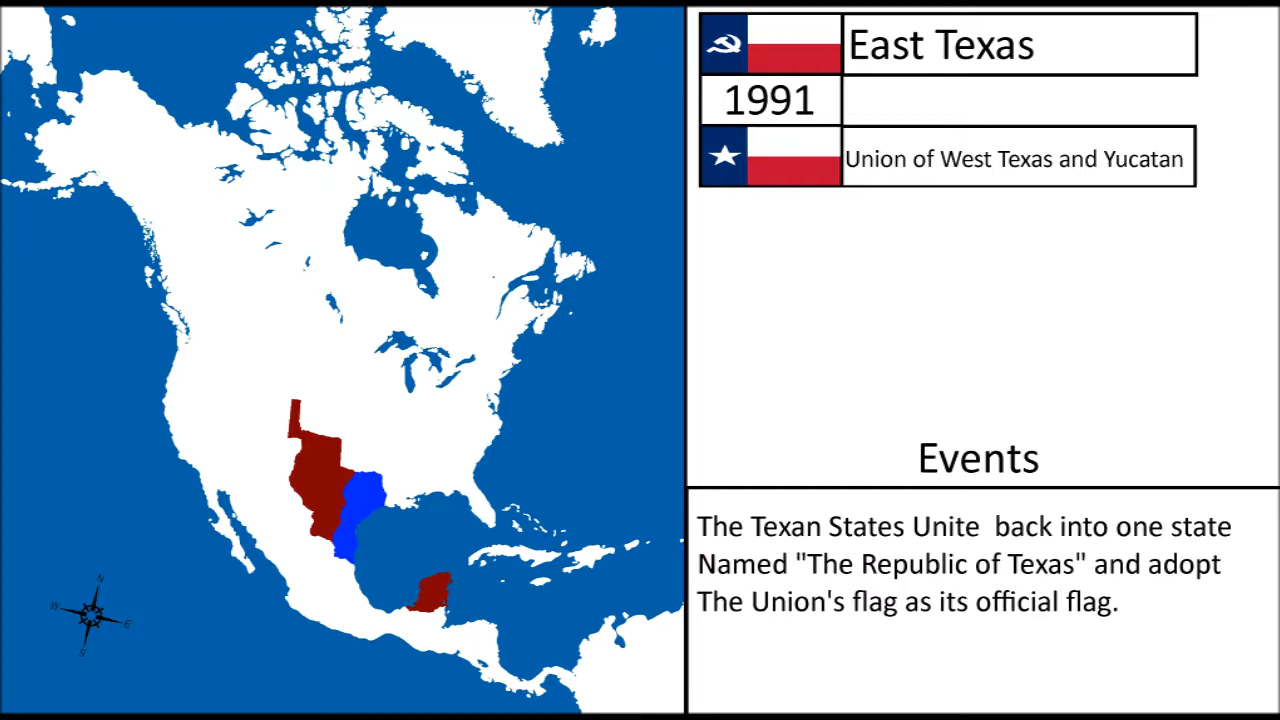 East Texas
1991
Union of West Texas and Yucatan
Events
The Texan States Unite  back into one state
Named "The Republic of Texas" and adopt
The Union's flag as its official flag.
N
W
E
S